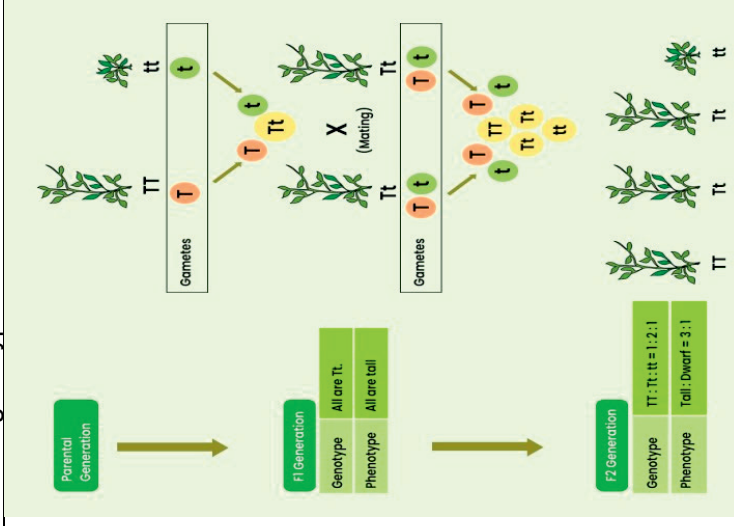 Parental
Generation
TT
tt
Gametes
T
t
T
t
Tt
F1 Generation
Genotype
All are Tt.
Phenotype
All are tall
Tt
X
(Mating)
Tt
Gametes
T
t
T
t
T
T
t
TT
t
Tt
Tt
tt
F2 Generation
Genotype
TT : Tt : tt = 1 : 2 : 1
Phenotype
Tall : Dwarf = 3 : 1
TT
Tt
Tt
tt